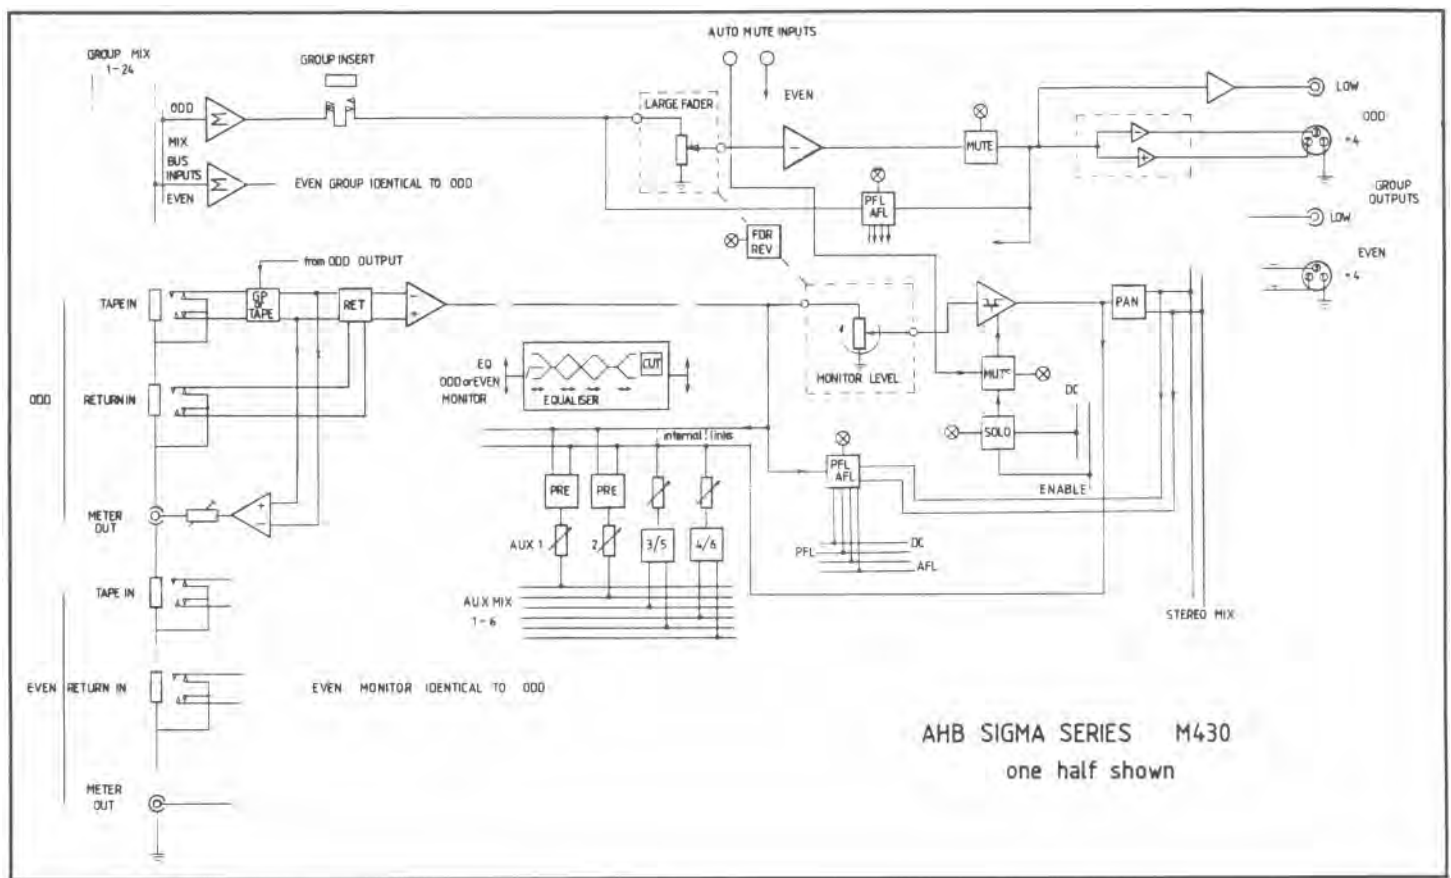 GROUP MIX
1-24
GROUP INSERT
AUTO MUTE INPUTS
ODD
Σ
MIX
BUS
INPUTS
EVEN
Σ
EVEN GROUP IDENTICAL TO ODD
LARGE FADER
EVEN
-
MUTE
PFL
AFL
FDR
REV
-
+
LOW
ODD
+4
GROUP
OUTPUTS
LOW
EVEN
+4
from ODD OUTPUT
TAPE IN
GP
or
TAPE
RET
-
+
ODD
RETURN IN
EQ
ODD or EVEN
MONITOR
CUT
EQUALISER
MONITOR LEVEL
PAN
MUTE
DC
SOLO
ENABLE
internal links
PFL
AFL
PRE
PRE
METER
OUT
+
-
AUX 1
2
3/5
4/6
DC
PFL
AFL
TAPE IN
AUX MIX
1-6
STEREO MIX
EVEN
RETURN IN
EVEN MONITOR IDENTICAL TO ODD
METER
OUT
AHB SIGMA SERIES M430
one half shown